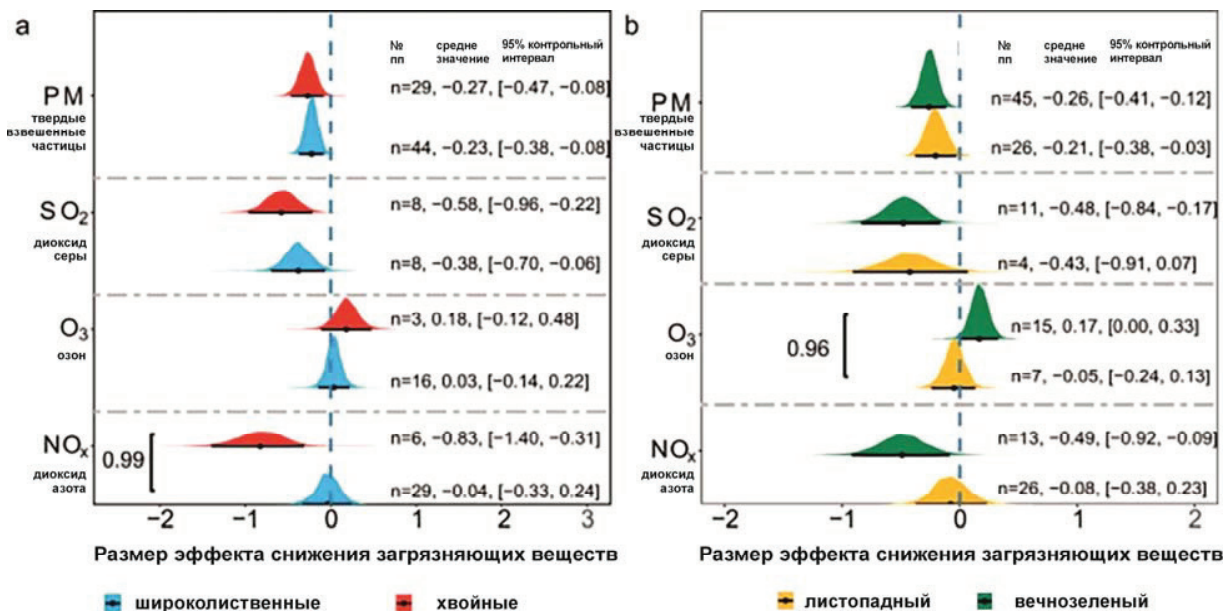 a
№ пп средне значение 95% контрольный интервал
PM
твердые взвешенные частицы
n=29, −0.27, [−0.47, −0.08]
n=44, −0.23, [−0.38, −0.08]
SO2
диоксид серы
n=8, −0.58, [−0.96, −0.22]
n=8, −0.38, [−0.70, −0.06]
O3
озон
n=3, 0.18, [−0.12, 0.48]
n=16, 0.03, [−0.14, 0.22]
NOx
диоксид азота
0.99
n=6, −0.83, [−1.40, −0.31]
n=29, −0.04, [−0.33, 0.24]
−2 −1 0 1 2 3
Размер эффекта снижения загрязняющих веществ
широколиственные хвойные
b
№ пп средне значение 95% контрольный интервал
PM
твердые взвешенные частицы
n=45, −0.26, [−0.41, −0.12]
n=26, −0.21, [−0.38, −0.03]
SO2
диоксид серы
n=11, −0.48, [−0.84, −0.17]
n=4, −0.43, [−0.91, 0.07]
O3
озон
0.96
n=15, 0.17, [0.00, 0.33]
n=7, −0.05, [−0.24, 0.13]
NOx
диоксид азота
n=13, −0.49, [−0.92, −0.09]
n=26, −0.08, [−0.38, 0.23]
−2 −1 0 1 2
Размер эффекта снижения загрязняющих веществ
листопадный вечнозеленый